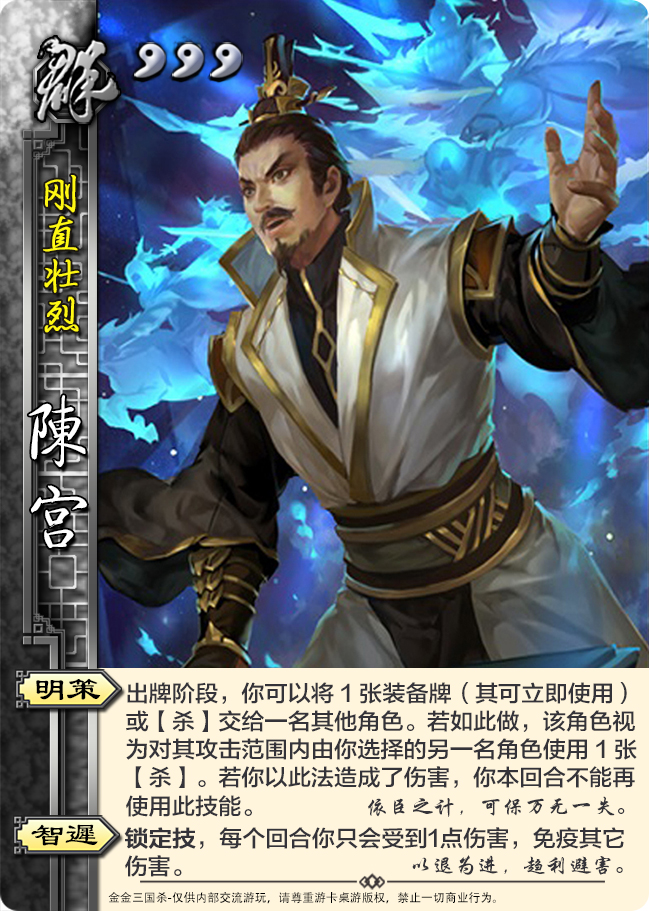 群
刚直壮烈
陳宫
明策
出牌阶段，你可以将 1 张装备牌（其可立即使用）
或【杀】交给一名其他角色。若如此做，该角色视
为对其攻击范围内由你选择的另一名角色使用 1 张
【杀】。若你以此法造成了伤害，你本回合不能再
使用此技能。 依臣之计，可保万无一失。
智遲
锁定技，每个回合你只会受到1点伤害，免疫其它
伤害。 以退为进，趋利避害。
金金三国杀-仅供内部交流游玩，请尊重游卡桌游版权，禁止一切商业行为。